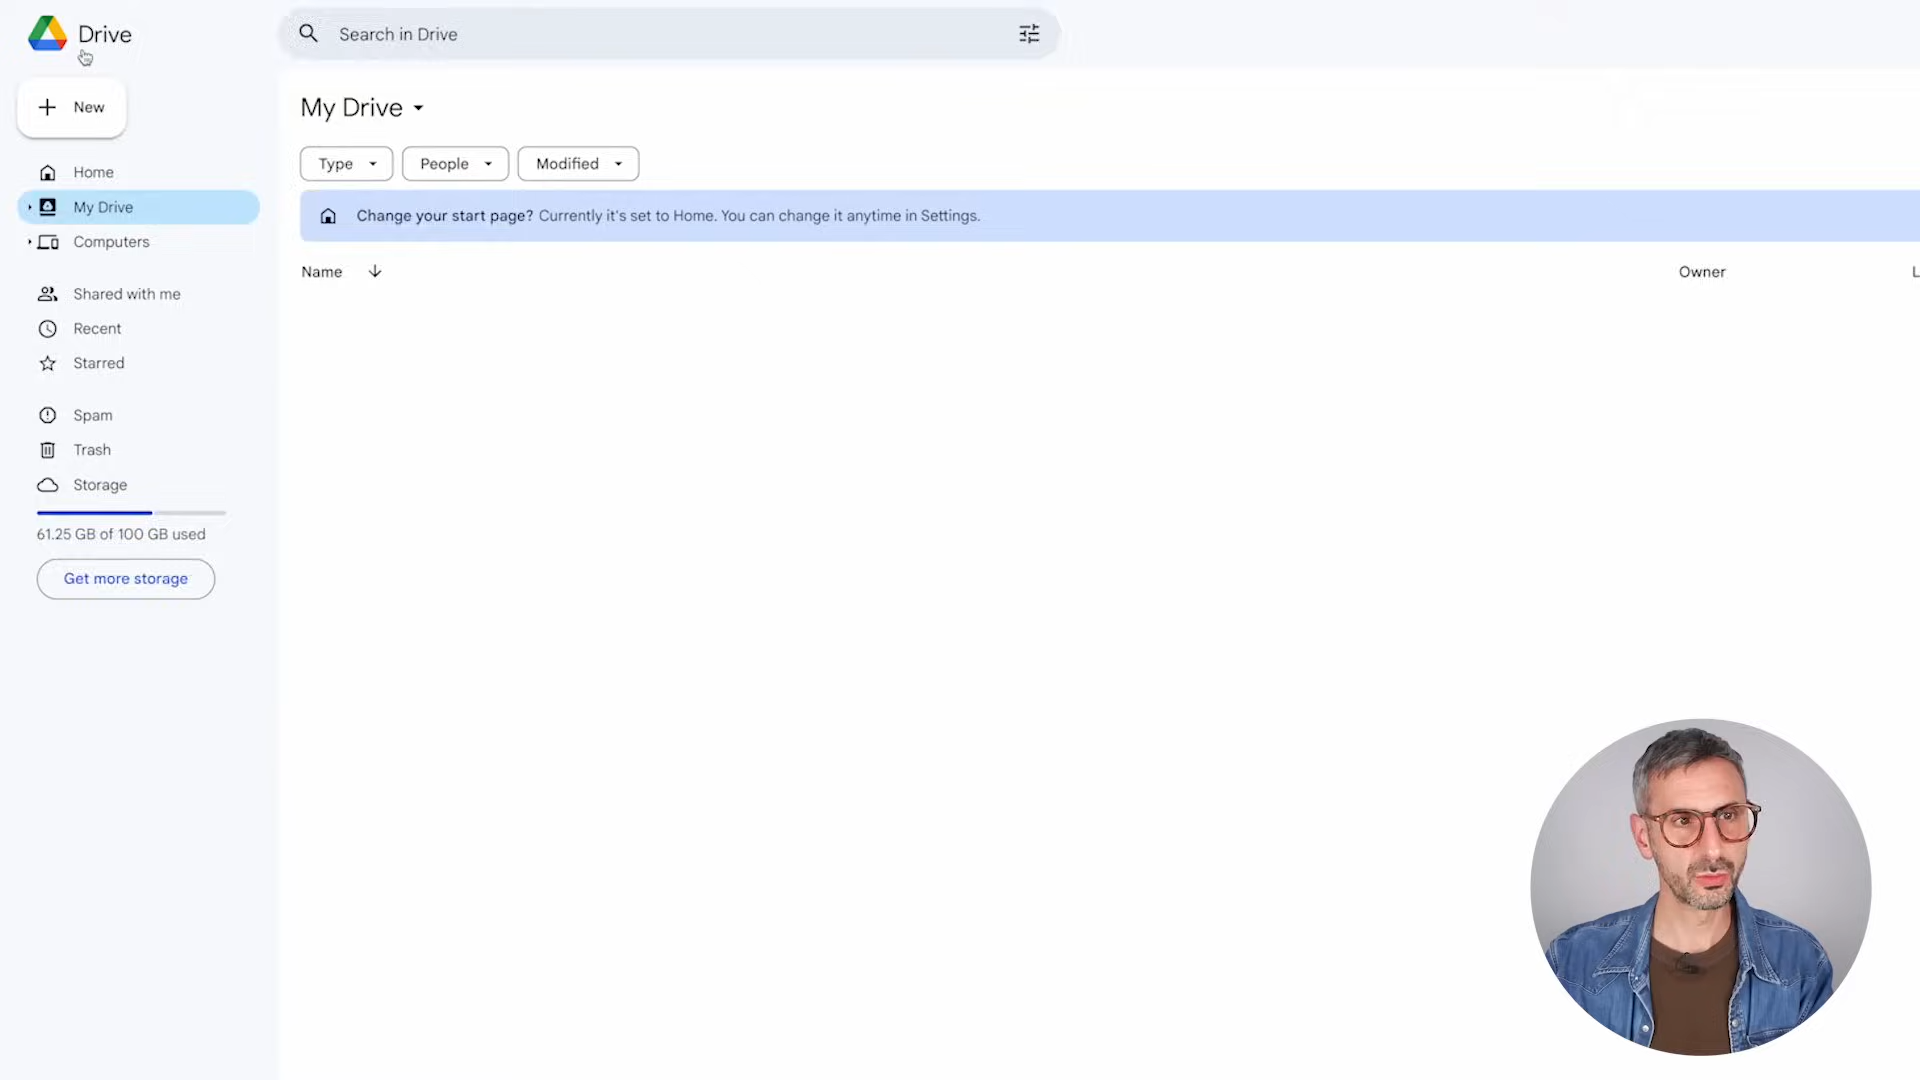 Drive
Search in Drive
New
Home
My Drive
Computers
Shared with me
Recent
Starred
Spam
Trash
Storage
61.25 GB of 100 GB used
Get more storage
My Drive
Type
People
Modified
Change your start page? Currently it's set to Home. You can change it anytime in Settings.
Name
Owner
L